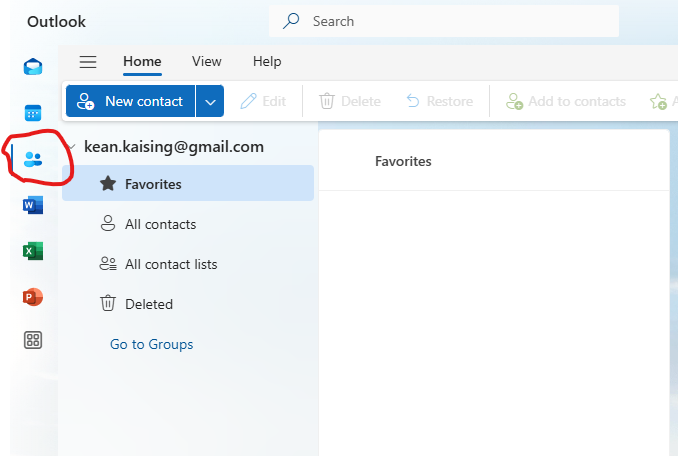 Outlook
Search
Home View Help
New contact Edit Delete Restore Add to contacts A
kean.kaising@gmail.com
Favorites
Favorites
All contacts
All contact lists
Deleted
Go to Groups
W
X
P